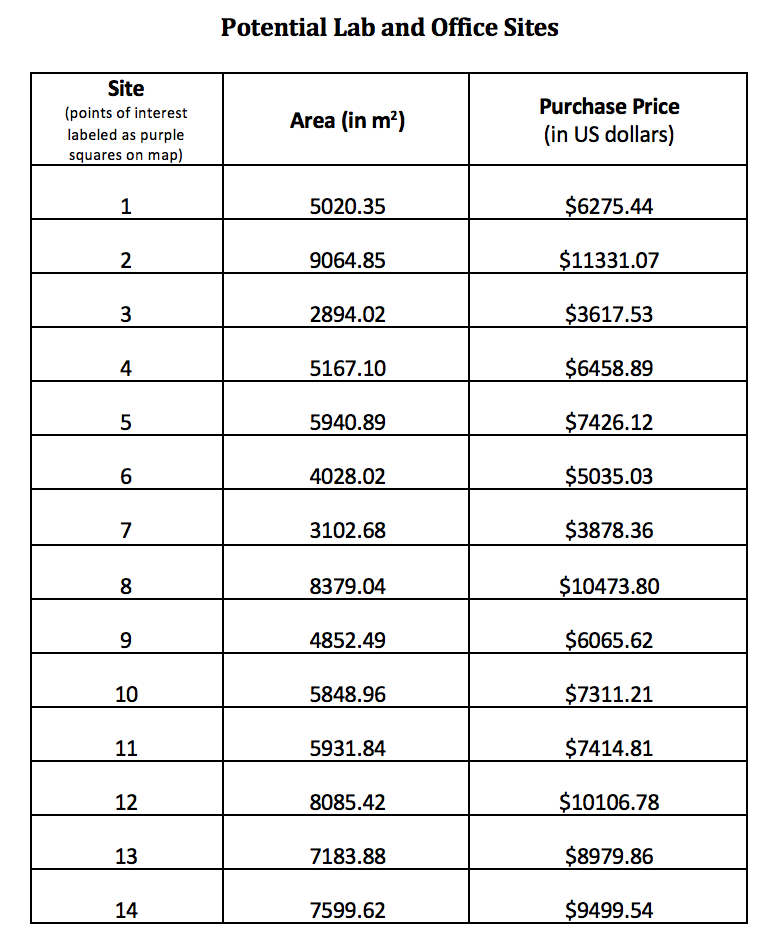 Potential Lab and Office Sites
Site
(points of interest
labeled as purple
squares on map)
Area (in m²)
Purchase Price
(in US dollars)
1 5020.35 $6275.44
2 9064.85 $11331.07
3 2894.02 $3617.53
4 5167.10 $6458.89
5 5940.89 $7426.12
6 4028.02 $5035.03
7 3102.68 $3878.36
8 8379.04 $10473.80
9 4852.49 $6065.62
10 5848.96 $7311.21
11 5931.84 $7414.81
12 8085.42 $10106.78
13 7183.88 $8979.86
14 7599.62 $9499.54